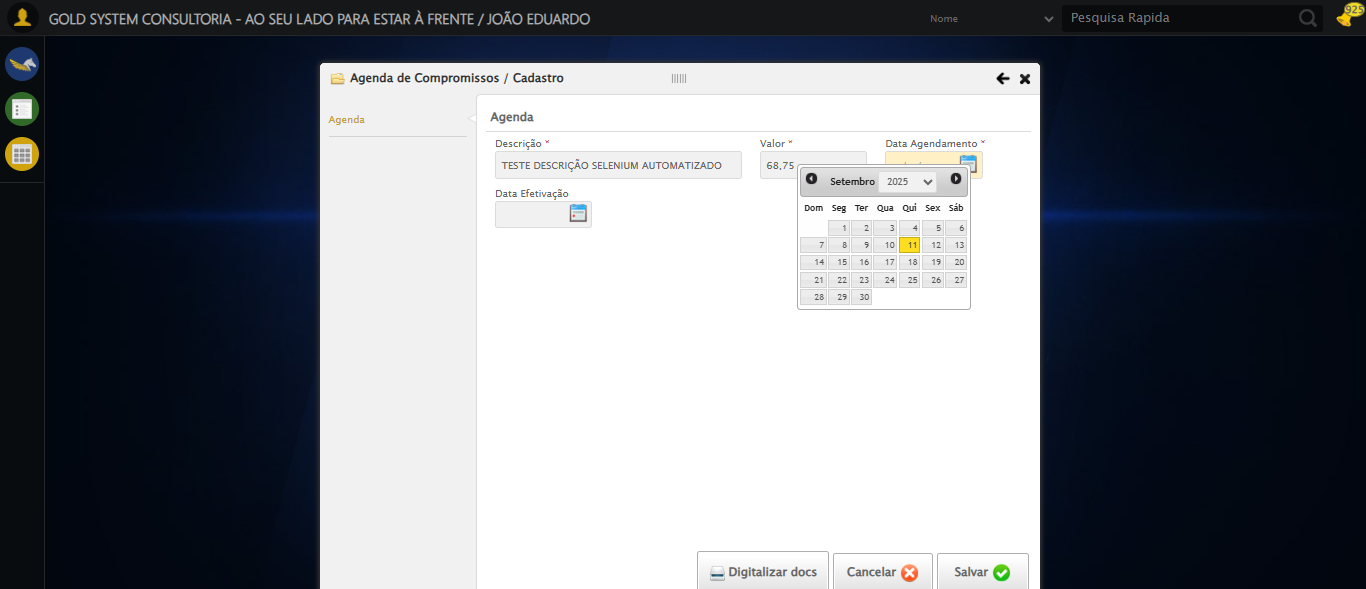 GOLD SYSTEM CONSULTORIA - AO SEU LADO PARA ESTAR À FRENTE / JOÃO EDUARDO
Nome
Pesquisa Rapida
925
Agenda de Compromissos / Cadastro
Agenda
Agenda
Descrição * Valor * Data Agendamento *
TESTE DESCRIÇÃO SELENIUM AUTOMATIZADO 68,75
Data Efetivação
Setembro 2025
Dom Seg Ter Qua Qui Sex Sáb
1 2 3 4 5 6
7 8 9 10 11 12 13
14 15 16 17 18 19 20
21 22 23 24 25 26 27
28 29 30
Digitalizar docs Cancelar Salvar